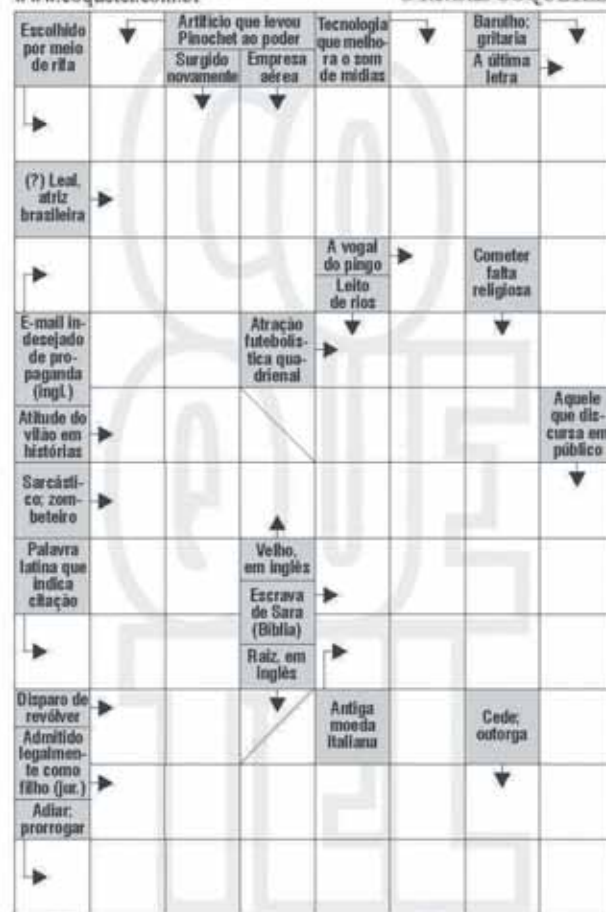 Escolhido
por meio
de rifa
Artifício que levou
Pinochet ao poder
Surgido
novamente
Empresa
aérea
Tecnologia
que melho-
ra o som
de mídias
Barulho;
gritaria
A última
letra
(?) Leal,
atriz
brasileira
A vogal
do pingo
Leito
de rios
Cometer
falta
religiosa
E-mail in-
desejado
de pro-
paganda
(ingl.)
Atração
futebolís-
tica qua-
drienal
Atitude do
vilão em
histórias
Aquele
que dis-
cursa em
público
Sarcásti-
co; zom-
beteiro
Palavra
latina que
indica
citação
Velho,
em inglês
Escrava
de Sara
(Bíblia)
Raiz, em
inglês
Disparo de
revólver
Antiga
moeda
italiana
Cede;
outorga
Admitido
legalmen-
te como
filho (jur.)
Adiar;
prorrogar